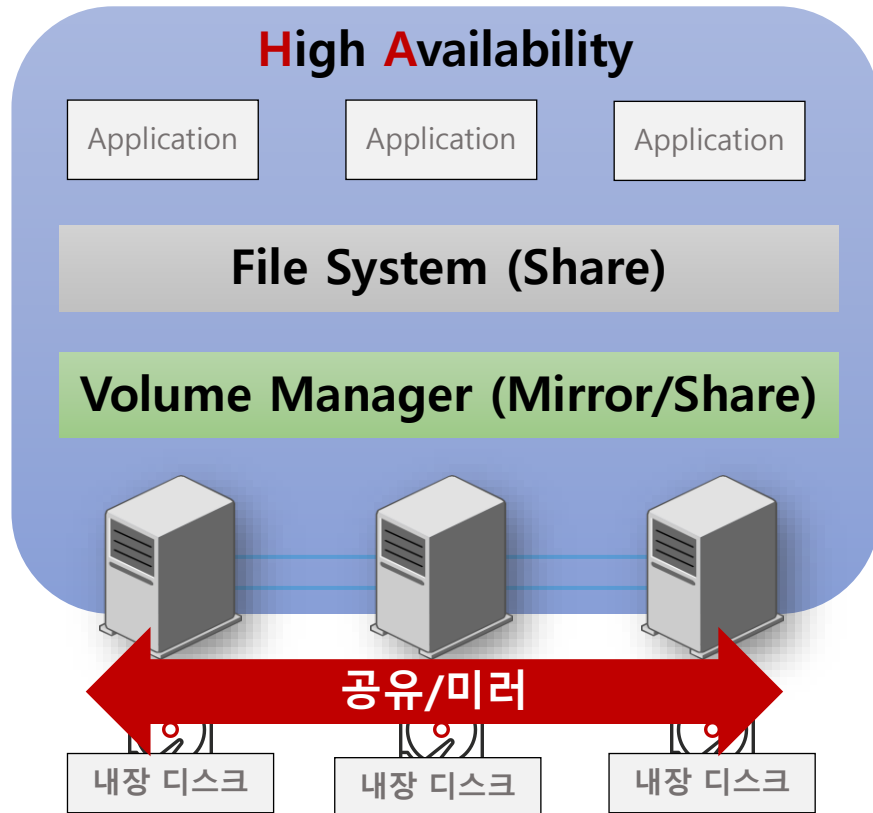 High Availability
Application Application Application
File System (Share)
Volume Manager (Mirror/Share)
공유/미러
내장 디스크 내장 디스크 내장 디스크